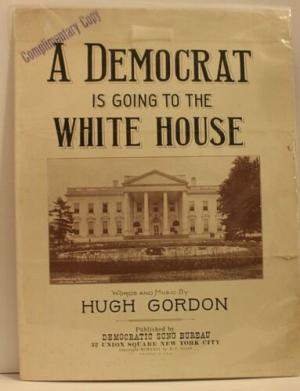 Complimentary Copy
A DEMOCRAT
IS GOING TO THE
WHITE HOUSE
WORDS AND MUSIC BY
HUGH GORDON
Published by
DEMOCRATIC SONG BUREAU
32 UNION SQUARE NEW YORK CITY
Copyright